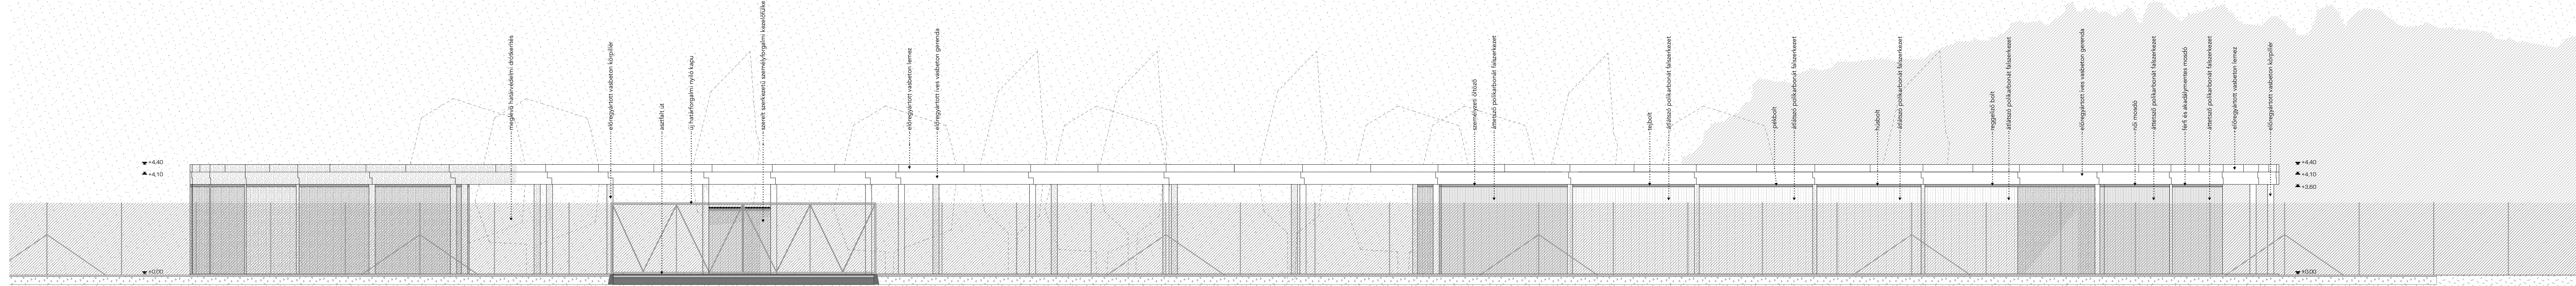 meglévő határvédelmi drótkerítés
előregyártott vasbeton körpillér
aszfalt út
új határforgalmi nyíló kapu
szerelt szerkezetű személyforgalmi kezelőfülke
előregyártott vasbeton lemez
előregyártott íves vasbeton gerenda
személyzeti öltöző
áttetsző polikarbonát falszerkezet
tejbolt
átlátszó polikarbonát falszerkezet
pékbolt
átlátszó polikarbonát falszerkezet
húsbolt
átlátszó polikarbonát falszerkezet
reggeliző bolt
átlátszó polikarbonát falszerkezet
előregyártott íves vasbeton gerenda
női mosdó
áttetsző polikarbonát falszerkezet
férfi és akadálymentes mosdó
áttetsző polikarbonát falszerkezet
előregyártott vasbeton lemez
előregyártott vasbeton körpillér
+4,40
+4,10
±0,00
+4,40
+4,10
+3,60
±0,00